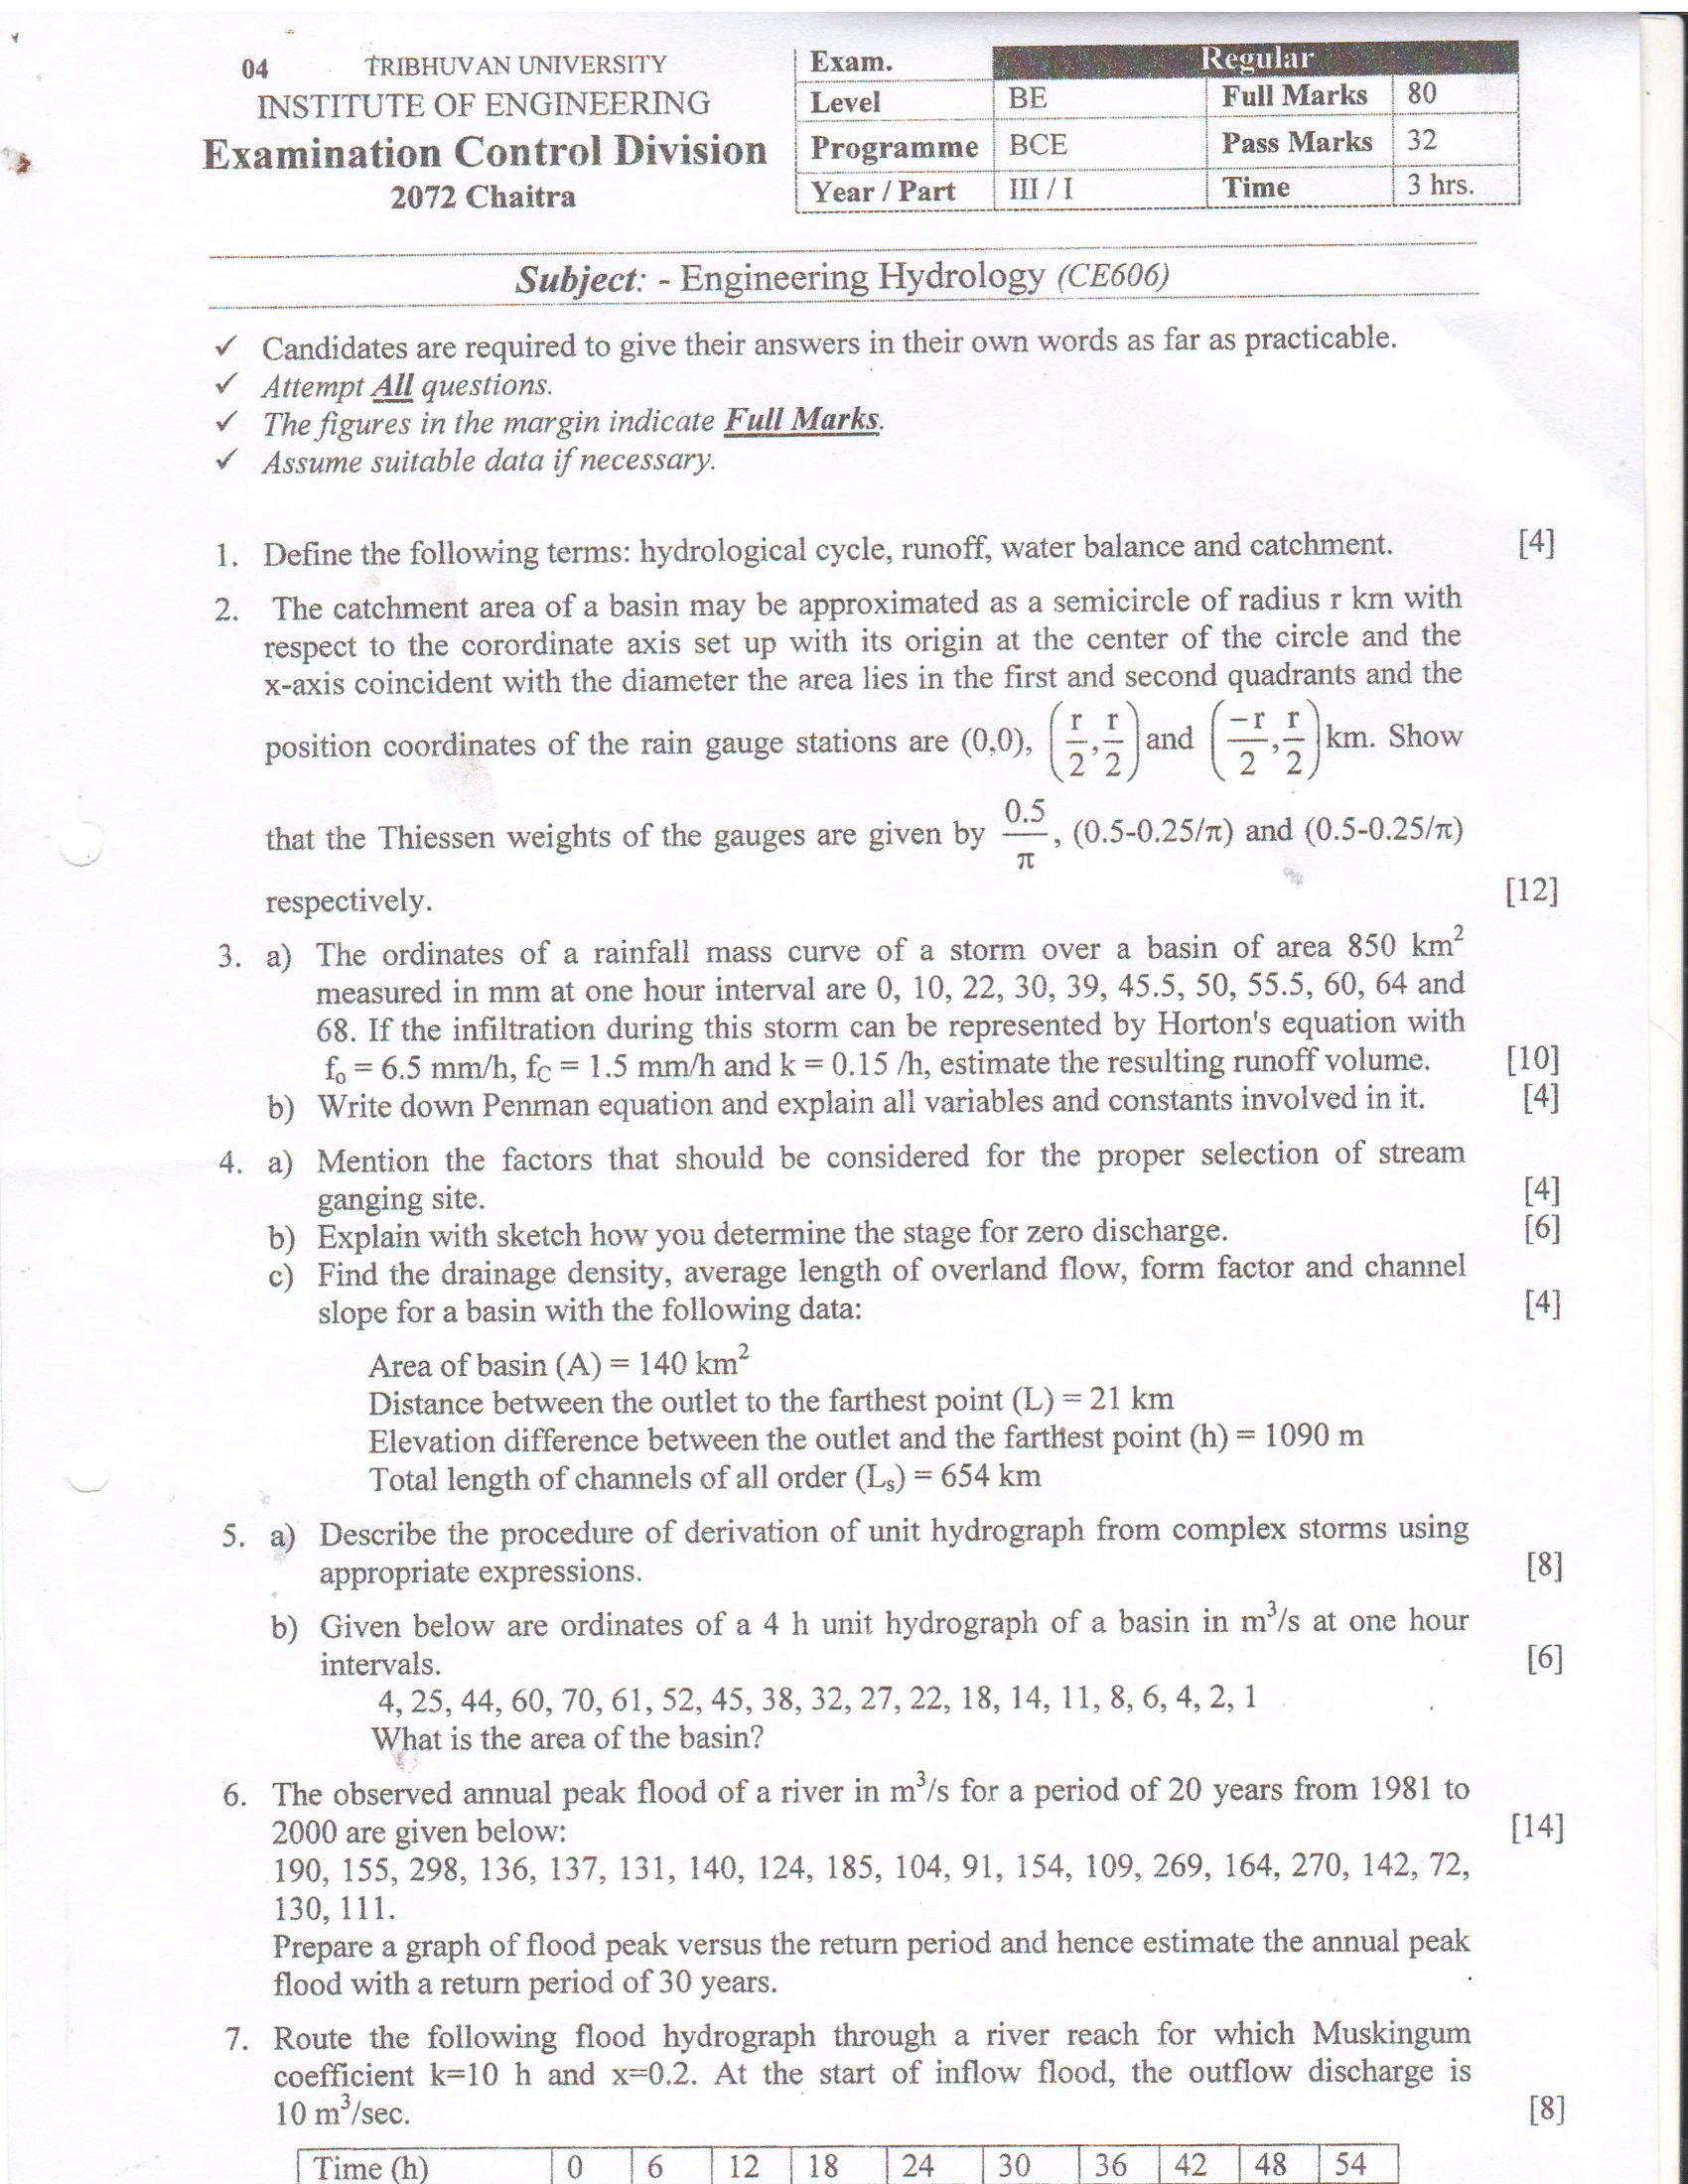 04 TRIBHUVAN UNIVERSITY
INSTITUTE OF ENGINEERING
Examination Control Division
2072 Chaitra
Exam. Regular
Level BE Full Marks 80
Programme BCE Pass Marks 32
Year / Part III / I Time 3 hrs.
Subject: - Engineering Hydrology (CE606)
✓ Candidates are required to give their answers in their own words as far as practicable.
✓ Attempt All questions.
✓ The figures in the margin indicate Full Marks.
✓ Assume suitable data if necessary.
1. Define the following terms: hydrological cycle, runoff, water balance and catchment. [4]
2. The catchment area of a basin may be approximated as a semicircle of radius r km with
respect to the corordinate axis set up with its origin at the center of the circle and the
x-axis coincident with the diameter the area lies in the first and second quadrants and the
position coordinates of the rain gauge stations are (0,0), (r/2, r/2) and (-r/2, r/2) km. Show
that the Thiessen weights of the gauges are given by 0.5/π, (0.5-0.25/π) and (0.5-0.25/π)
respectively. [12]
3. a) The ordinates of a rainfall mass curve of a storm over a basin of area 850 km²
measured in mm at one hour interval are 0, 10, 22, 30, 39, 45.5, 50, 55.5, 60, 64 and
68. If the infiltration during this storm can be represented by Horton's equation with
fo = 6.5 mm/h, fC = 1.5 mm/h and k = 0.15 /h, estimate the resulting runoff volume. [10]
b) Write down Penman equation and explain all variables and constants involved in it. [4]
4. a) Mention the factors that should be considered for the proper selection of stream
ganging site. [4]
b) Explain with sketch how you determine the stage for zero discharge. [6]
c) Find the drainage density, average length of overland flow, form factor and channel
slope for a basin with the following data: [4]
Area of basin (A) = 140 km²
Distance between the outlet to the farthest point (L) = 21 km
Elevation difference between the outlet and the farthest point (h) = 1090 m
Total length of channels of all order (Ls) = 654 km
5. a) Describe the procedure of derivation of unit hydrograph from complex storms using
appropriate expressions. [8]
b) Given below are ordinates of a 4 h unit hydrograph of a basin in m³/s at one hour
intervals. [6]
4, 25, 44, 60, 70, 61, 52, 45, 38, 32, 27, 22, 18, 14, 11, 8, 6, 4, 2, 1
What is the area of the basin?
6. The observed annual peak flood of a river in m³/s for a period of 20 years from 1981 to
2000 are given below: [14]
190, 155, 298, 136, 137, 131, 140, 124, 185, 104, 91, 154, 109, 269, 164, 270, 142, 72,
130, 111.
Prepare a graph of flood peak versus the return period and hence estimate the annual peak
flood with a return period of 30 years.
7. Route the following flood hydrograph through a river reach for which Muskingum
coefficient k=10 h and x=0.2. At the start of inflow flood, the outflow discharge is
10 m³/sec. [8]
Time (h) 0 6 12 18 24 30 36 42 48 54